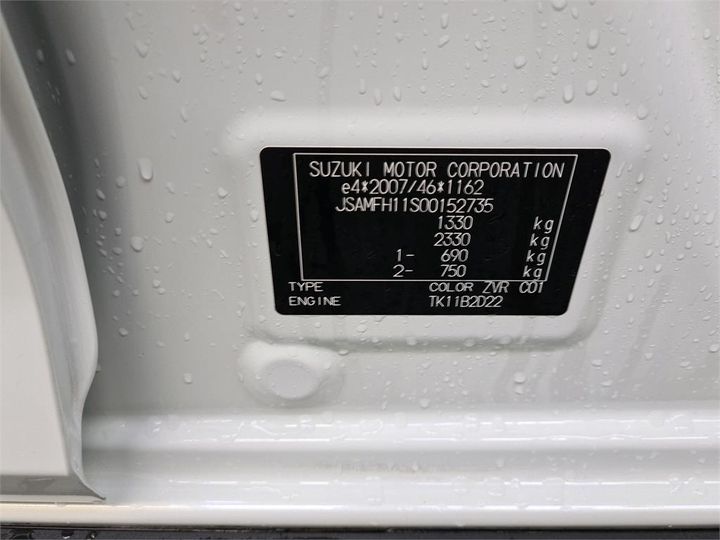 SUZUKI MOTOR CORPORATION
e4*2007/46*1162
JSAMFH11S00152735
1330 kg
2330 kg
1- 690 kg
2- 750 kg
TYPE COLOR ZVR C01
ENGINE TK11B2D22